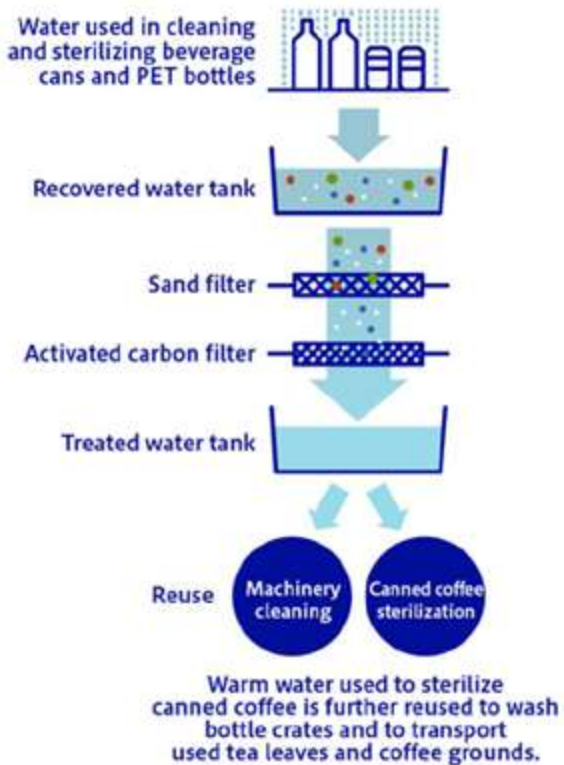 Water used in cleaning
and sterilizing beverage
cans and PET bottles
Recovered water tank
Sand filter
Activated carbon filter
Treated water tank
Reuse
Machinery
cleaning
Canned coffee
sterilization
Warm water used to sterilize
canned coffee is further reused to wash
bottle crates and to transport
used tea leaves and coffee grounds.